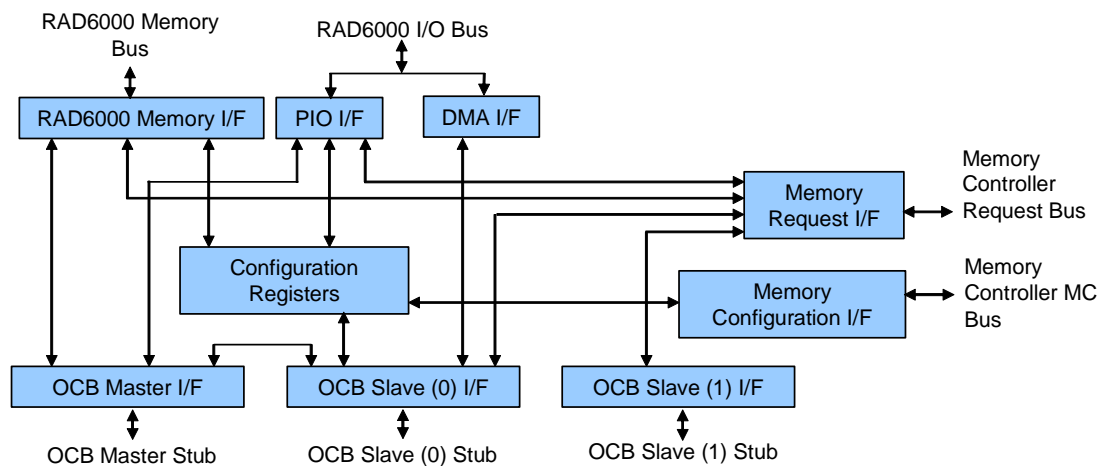 RAD6000 Memory
Bus
RAD6000 I/O Bus
RAD6000 Memory I/F
PIO I/F
DMA I/F
Memory
Controller
Request Bus
Memory
Request I/F
Configuration
Registers
Memory
Configuration I/F
Memory
Controller MC
Bus
OCB Master I/F
OCB Slave (0) I/F
OCB Slave (1) I/F
OCB Master Stub
OCB Slave (0) Stub
OCB Slave (1) Stub